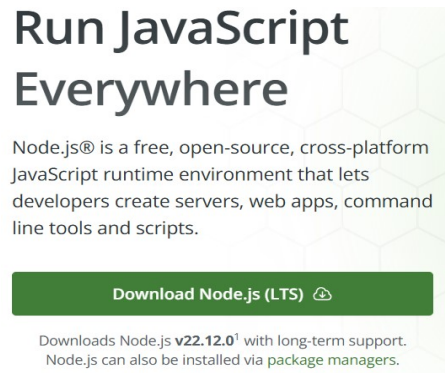 Run JavaScript
Everywhere
Node.js® is a free, open-source, cross-platform
JavaScript runtime environment that lets
developers create servers, web apps, command
line tools and scripts.
Download Node.js (LTS)
Downloads Node.js v22.12.0¹ with long-term support.
Node.js can also be installed via package managers.